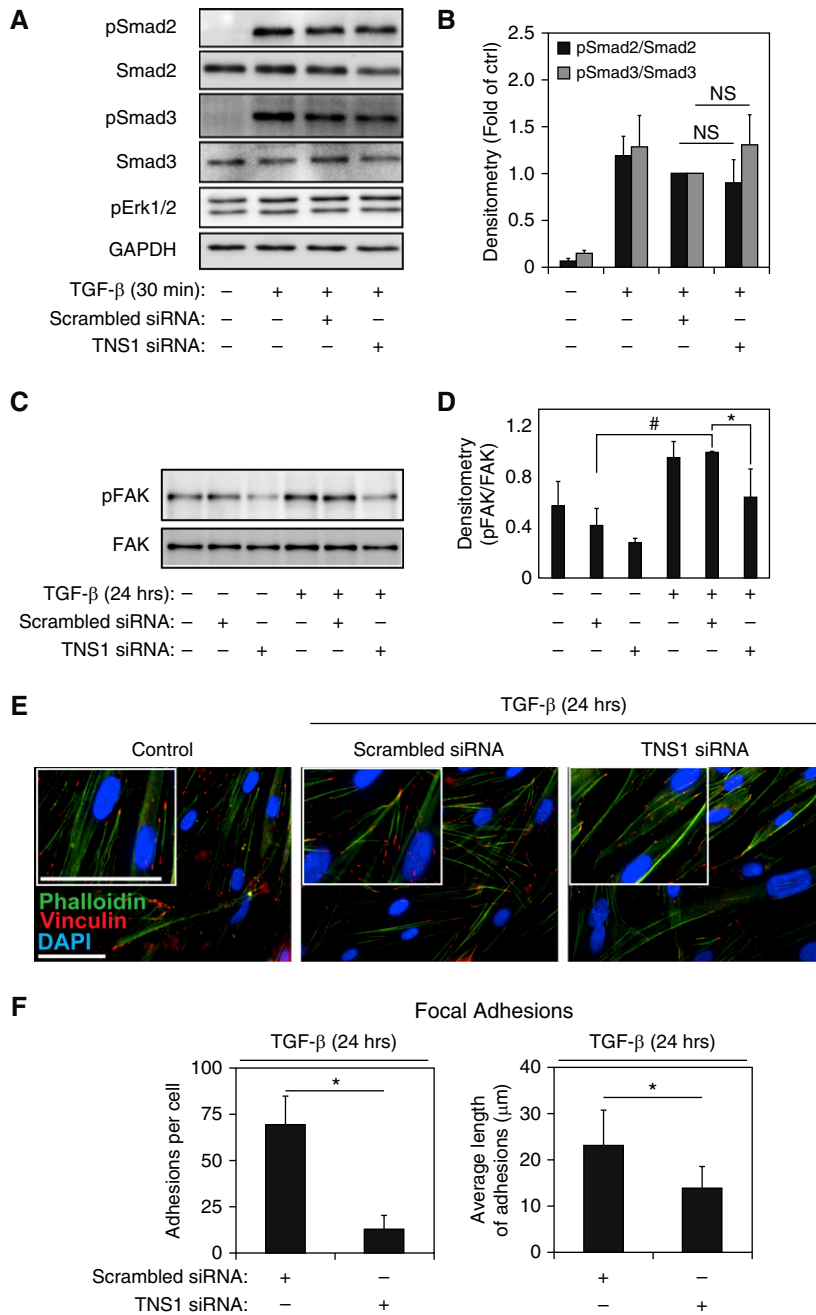 A
pSmad2
Smad2
pSmad3
Smad3
pErk1/2
GAPDH
TGF-β (30 min): – + + +
Scrambled siRNA: – – + –
TNS1 siRNA: – – – +
B
Densitometry (Fold of ctrl)
2.5
2.0
1.5
1.0
0.5
0
pSmad2/Smad2
pSmad3/Smad3
NS
NS
– + + +
– – + –
– – – +
C
pFAK
FAK
TGF-β (24 hrs): – – – + + +
Scrambled siRNA: – + – – + –
TNS1 siRNA: – – + – – +
D
Densitometry
(pFAK/FAK)
1.2
0.8
0.4
0
# *
– – – + + +
– + – – + –
– – + – – +
E
TGF-β (24 hrs)
Control Scrambled siRNA TNS1 siRNA
Phalloidin
Vinculin
DAPI
F
Focal Adhesions
TGF-β (24 hrs)
Adhesions per cell
100
75
50
25
0
*
Scrambled siRNA: + –
TNS1 siRNA: – +
TGF-β (24 hrs)
Average length
of adhesions (μm)
40
30
20
10
0
*
+ –
– +